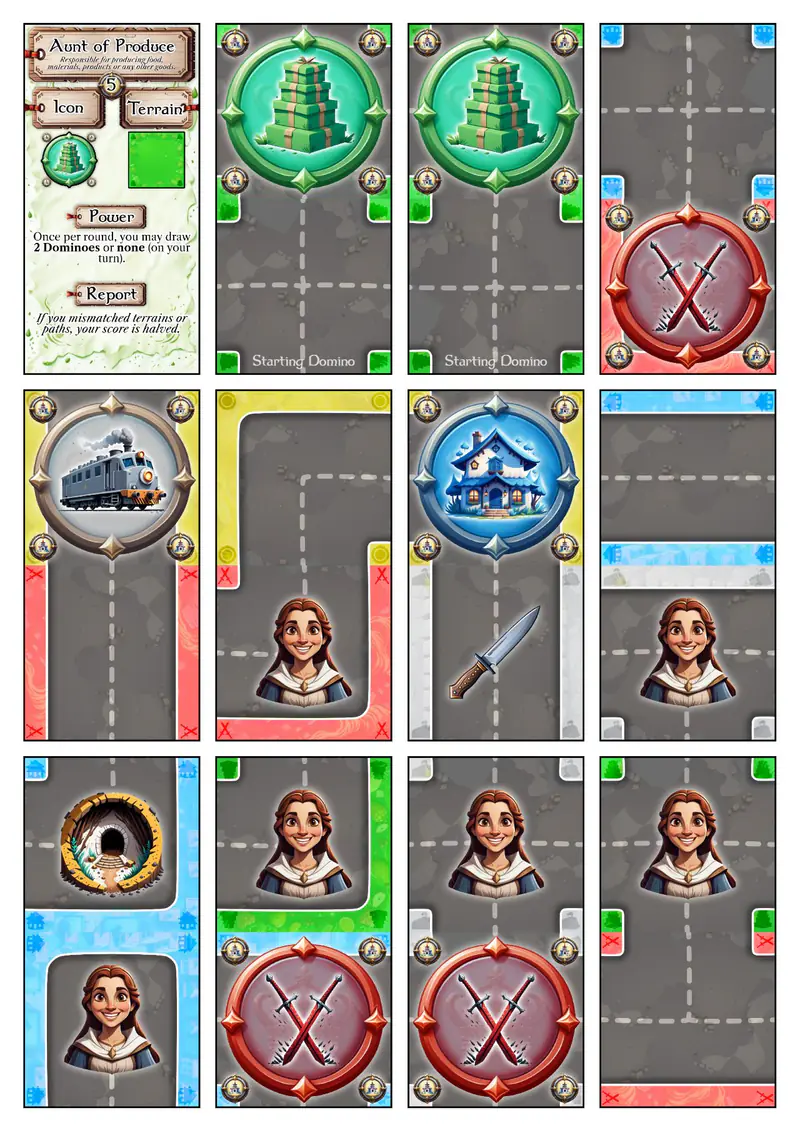 Aunt of Produce
Responsible for producing food,
materials, products or any other goods.
5
Icon
Terrain
Power
Once per round, you may draw
2 Dominoes or none (on your
turn).
Report
If you mismatched terrains or
paths, your score is halved.
Starting Domino
Starting Domino